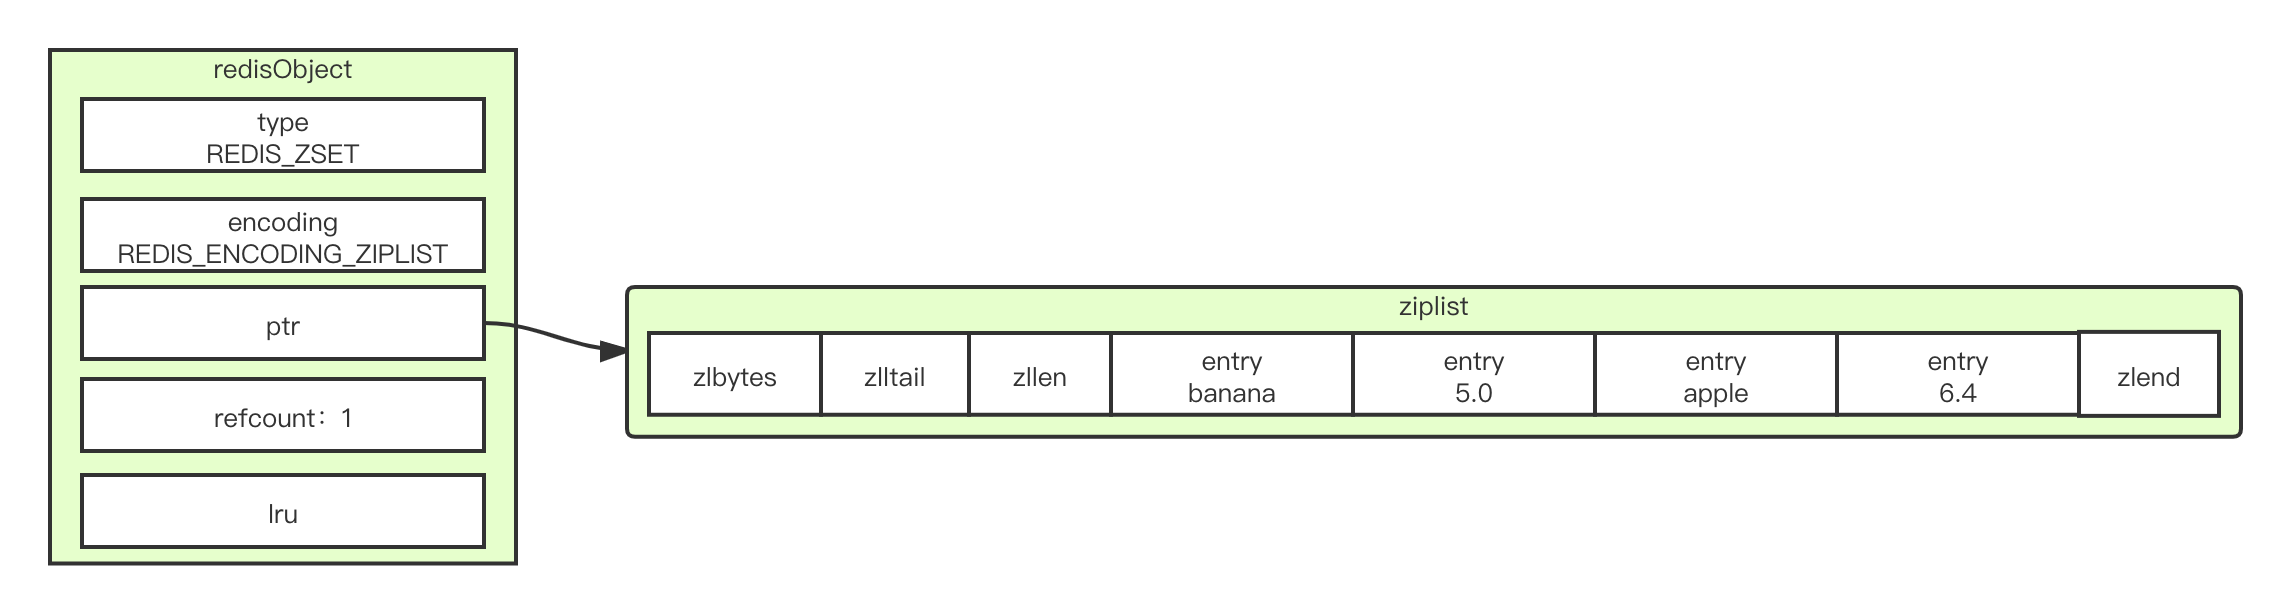 redisObject
type
REDIS_ZSET
encoding
REDIS_ENCODING_ZIPLIST
ptr
refcount：1
lru
ziplist
zlbytes
zlltail
zllen
entry
banana
entry
5.0
entry
apple
entry
6.4
zlend